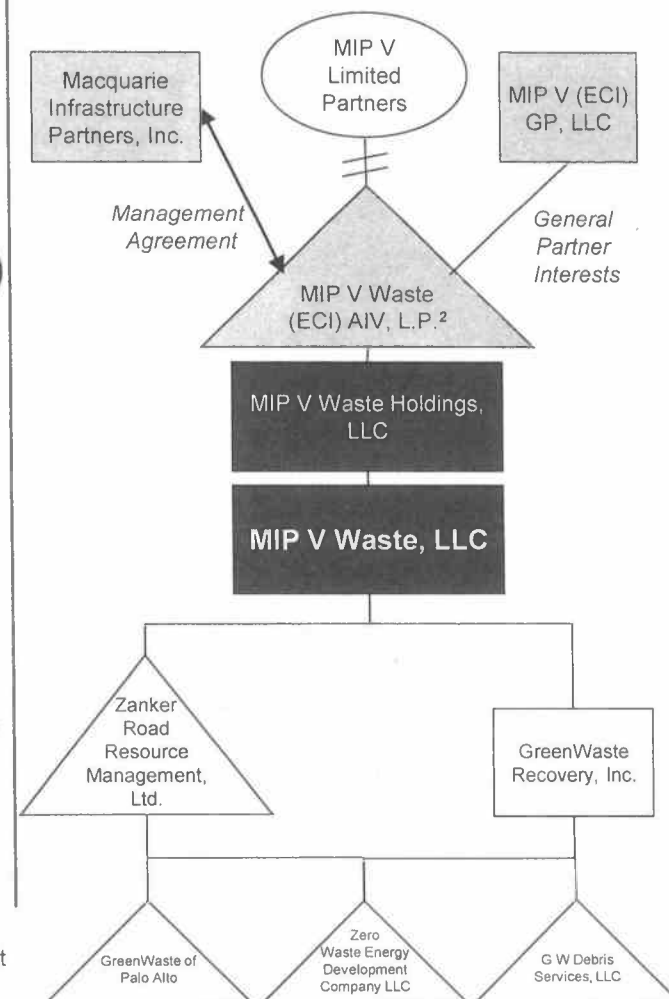 MIP V
Limited
Partners
Macquarie
Infrastructure
Partners, Inc.
MIP V (ECI)
GP, LLC
Management
Agreement
General
Partner
Interests
MIP V Waste
(ECI) AIV, L.P.²
MIP V Waste Holdings,
LLC
MIP V Waste, LLC
Zanker
Road
Resource
Management,
Ltd.
GreenWaste
Recovery, Inc.
GreenWaste of
Palo Alto
Zero
Waste Energy
Development
Company LLC
G W Debris
Services, LLC